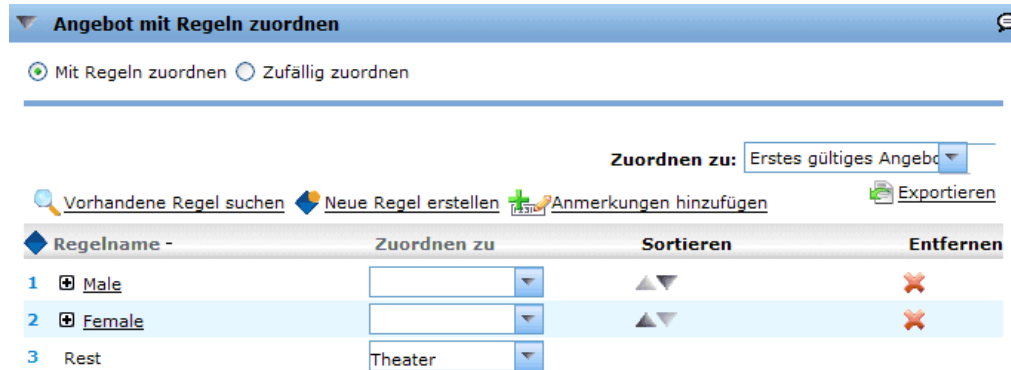 Angebot mit Regeln zuordnen
Mit Regeln zuordnen Zufällig zuordnen
Zuordnen zu: Erstes gültiges Angebo
Vorhandene Regel suchen Neue Regel erstellen Anmerkungen hinzufügen Exportieren
Regelname - Zuordnen zu Sortieren Entfernen
1 Male
2 Female
3 Rest Theater